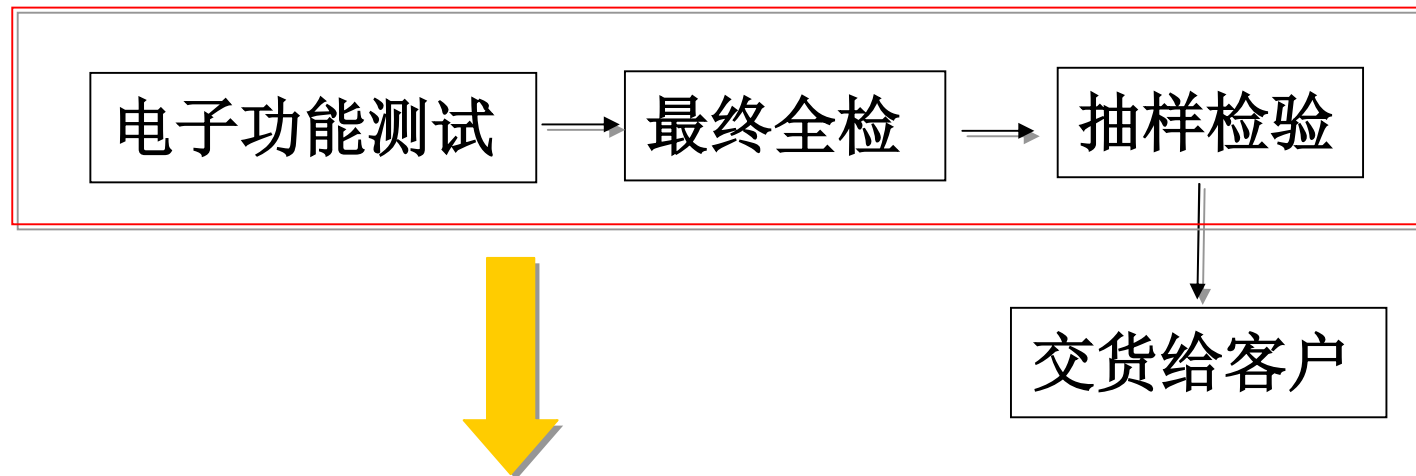 电子功能测试
最终全检
抽样检验
交货给客户